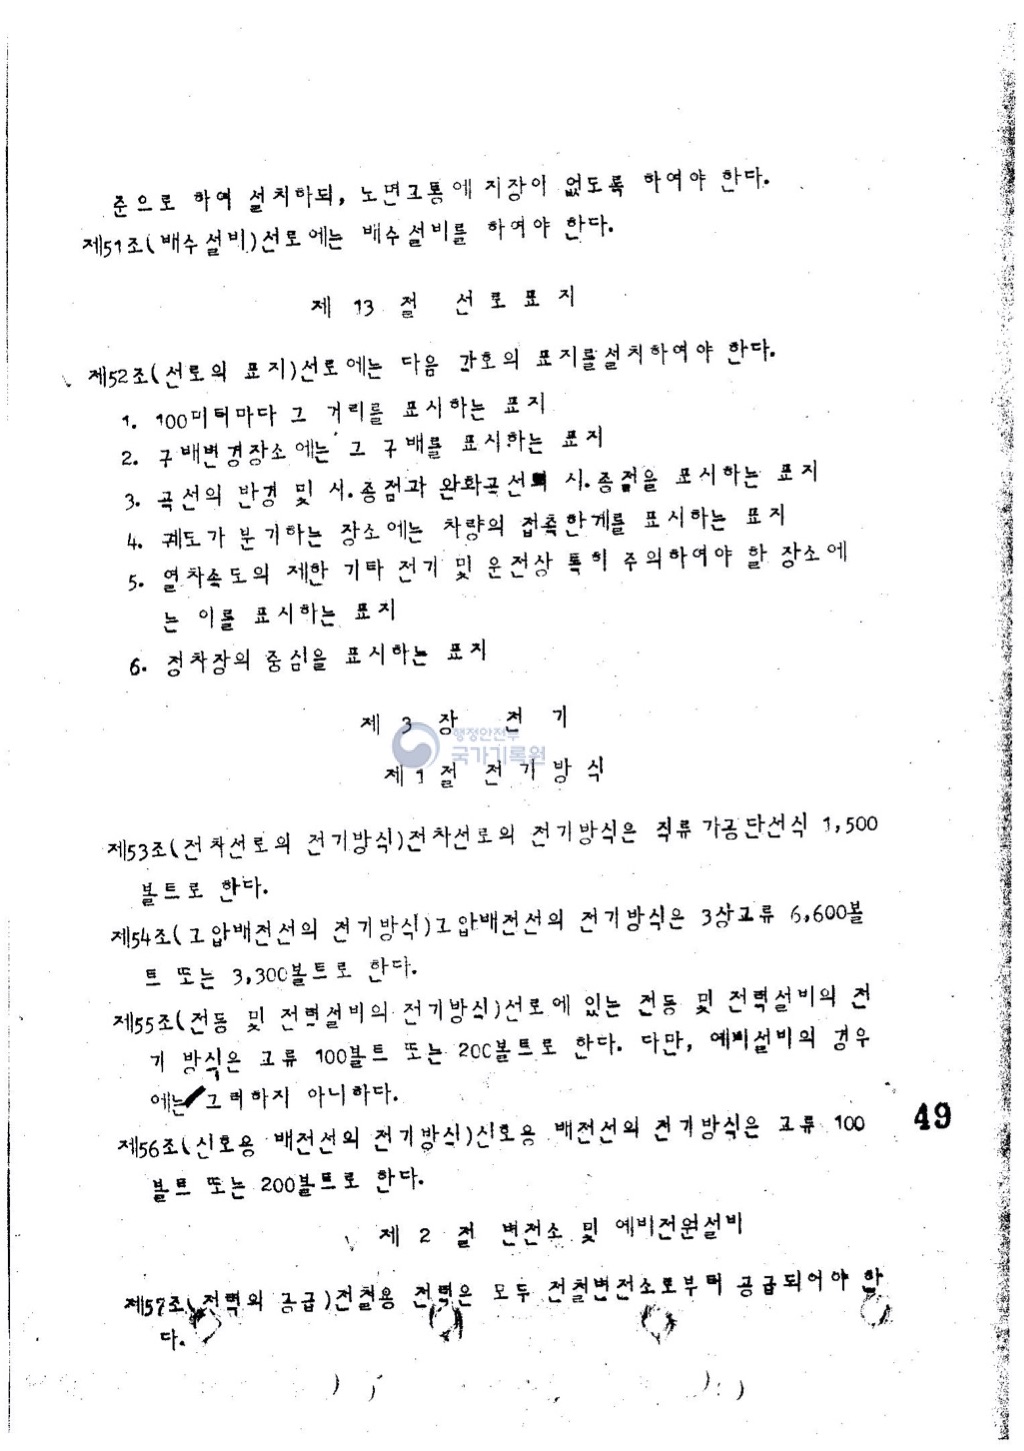 준으로 하여 설치하되, 노면교통에 지장이 없도록 하여야 한다.
제51조(배수설비)선로에는 배수설비를 하여야 한다.
제 13 절 선로표지
제52조(선로의 표지)선로에는 다음 각호의 표지를설치하여야 한다.
1. 100미터마다 그 거리를 표시하는 표지
2. 구배변경장소에는 그 구배를 표시하는 표지
3. 곡선의 반경 및 시.종점과 완화곡선의 시.종점을 표시하는 표지
4. 궤도가 분기하는 장소에는 차량의 접촉한계를 표시하는 표지
5. 열차속도의 제한 기타 전기 및 운전상 특히 주의하여야 할 장소에
는 이를 표시하는 표지
6. 정차장의 중심을 표시하는 표지
제 3 장 전 기
행정안전부
국가기록원
제 1 절 전기방식
제53조(전차선로의 전기방식)전차선로의 전기방식은 직류 가공단선식 1,500
볼트로 한다.
제54조(고압배전선의 전기방식)고압배전선의 전기방식은 3상교류 6,600볼
트 또는 3,300볼트로 한다.
제55조(전등 및 전력설비의 전기방식)선로에 있는 전등 및 전력설비의 전
기 방식은 교류 100볼트 또는 200볼트로 한다. 다만, 예비설비의 경우
에는 그러하지 아니하다.
제56조(신호용 배전선의 전기방식)신호용 배전선의 전기방식은 교류 100
49
볼트 또는 200볼트로 한다.
제 2 절 변전소 및 예비전원설비
제57조(전력의 공급)전철용 전력은 모두 전철변전소로부터 공급되어야 한
다.